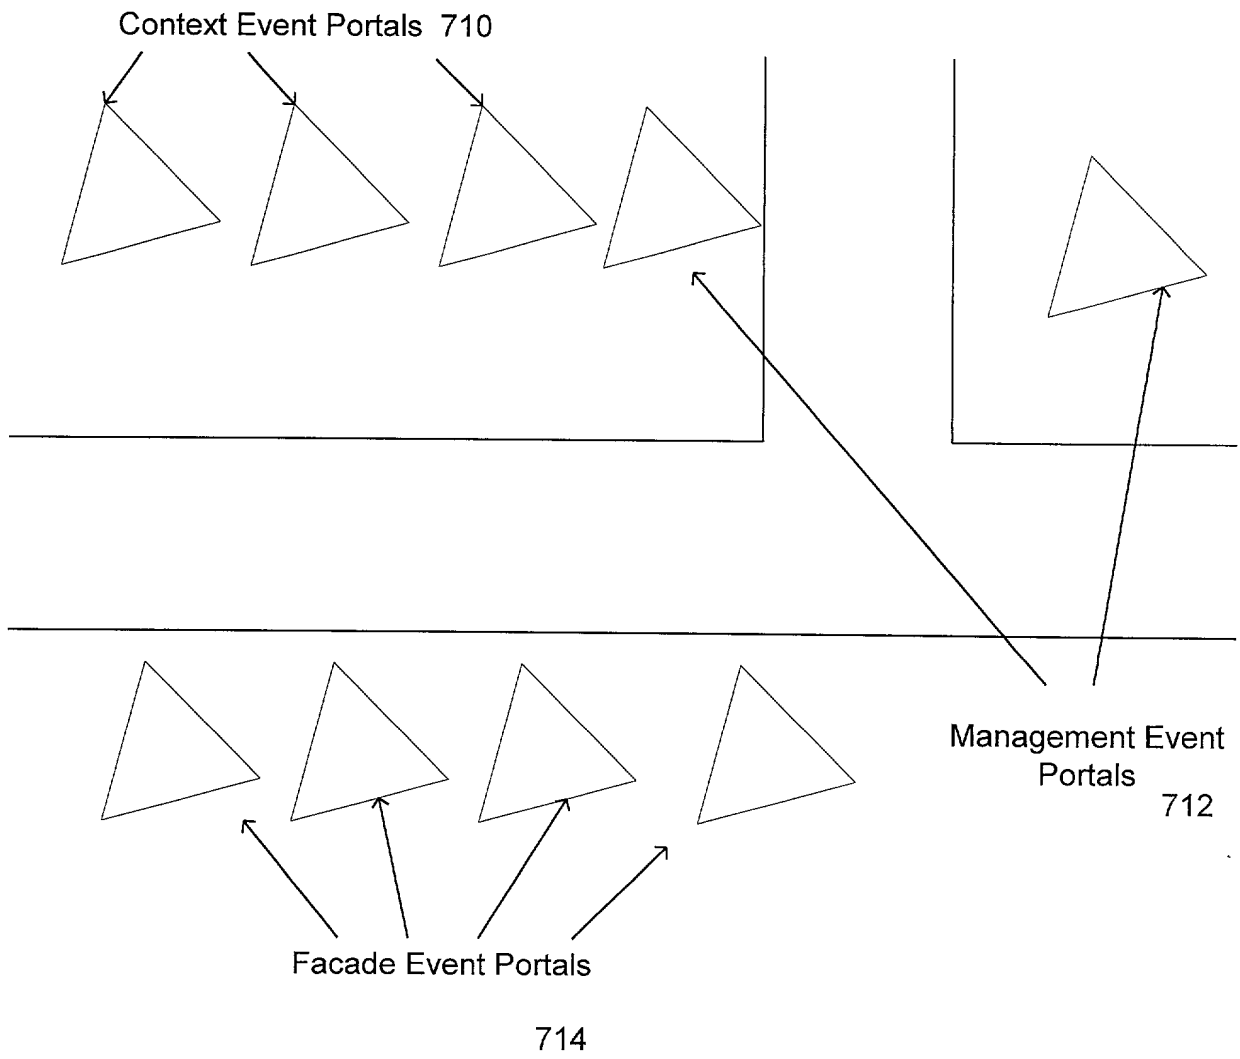 Context Event Portals 710
Management Event
Portals
712
Facade Event Portals
714